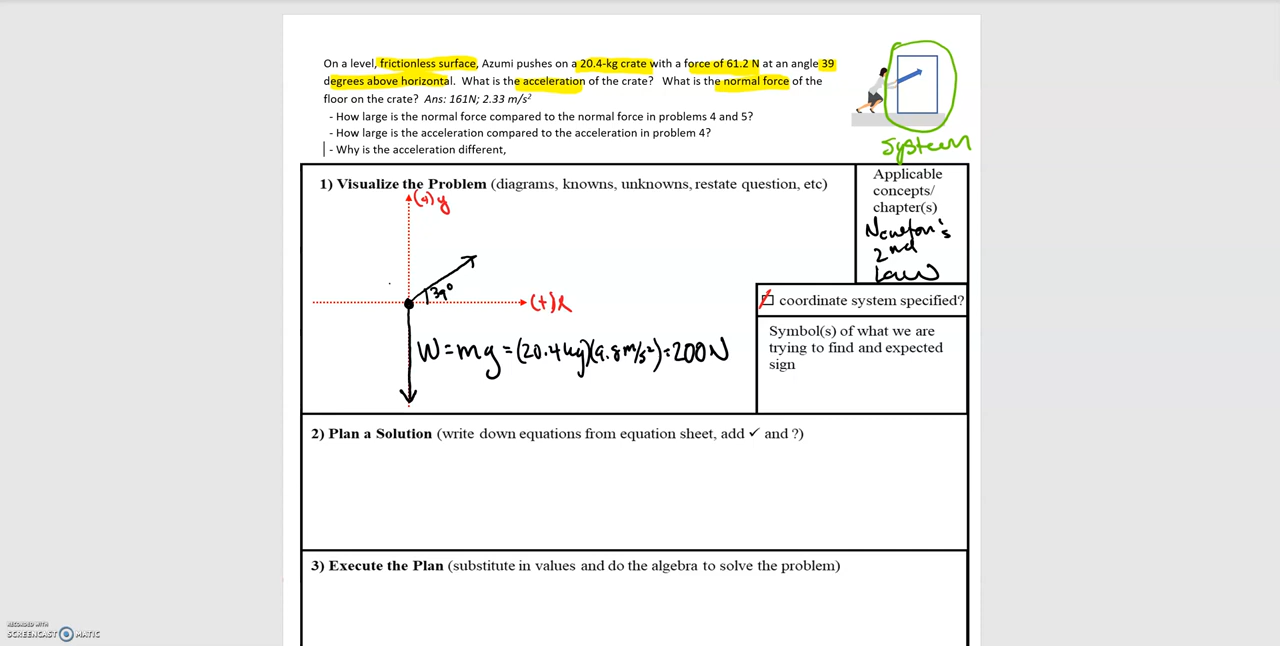 On a level, frictionless surface, Azumi pushes on a 20.4-kg crate with a force of 61.2 N at an angle 39
degrees above horizontal. What is the acceleration of the crate? What is the normal force of the
floor on the crate? Ans: 161N; 2.33 m/s²
- How large is the normal force compared to the normal force in problems 4 and 5?
- How large is the acceleration compared to the acceleration in problem 4?
- Why is the acceleration different,
System
1) Visualize the Problem (diagrams, knowns, unknowns, restate question, etc)
Applicable
concepts/
chapter(s)
Newton's
2nd
Law
(+) y
39°
(+) x
W = mg = (20.4 kg)(9.8 m/s²) = 200 N
coordinate system specified?
Symbol(s) of what we are
trying to find and expected
sign
2) Plan a Solution (write down equations from equation sheet, add ✓ and ?)
3) Execute the Plan (substitute in values and do the algebra to solve the problem)
RECORDED WITH
SCREENCAST MATIC